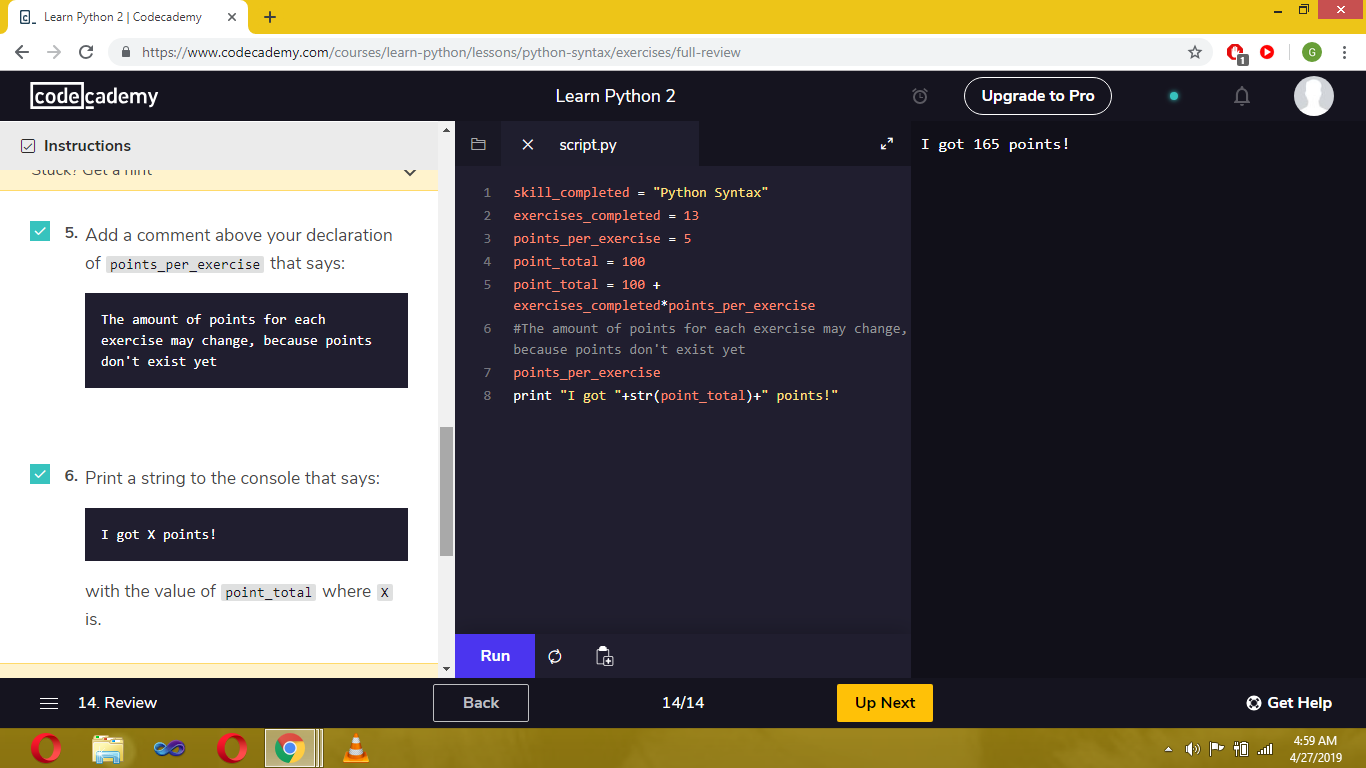 Learn Python 2 | Codecademy
https://www.codecademy.com/courses/learn-python/lessons/python-syntax/exercises/full-review
1
G
codecademy
Learn Python 2
Upgrade to Pro
Instructions
Stuck? Get a hint
5. Add a comment above your declaration
of points_per_exercise that says:
The amount of points for each
exercise may change, because points
don't exist yet
6. Print a string to the console that says:
I got X points!
with the value of point_total where X
is.
script.py
1 skill_completed = "Python Syntax"
2 exercises_completed = 13
3 points_per_exercise = 5
4 point_total = 100
5 point_total = 100 +
exercises_completed*points_per_exercise
6 #The amount of points for each exercise may change,
because points don't exist yet
7 points_per_exercise
8 print "I got "+str(point_total)+" points!"
Run
I got 165 points!
14. Review
Back
14/14
Up Next
Get Help
4:59 AM
4/27/2019